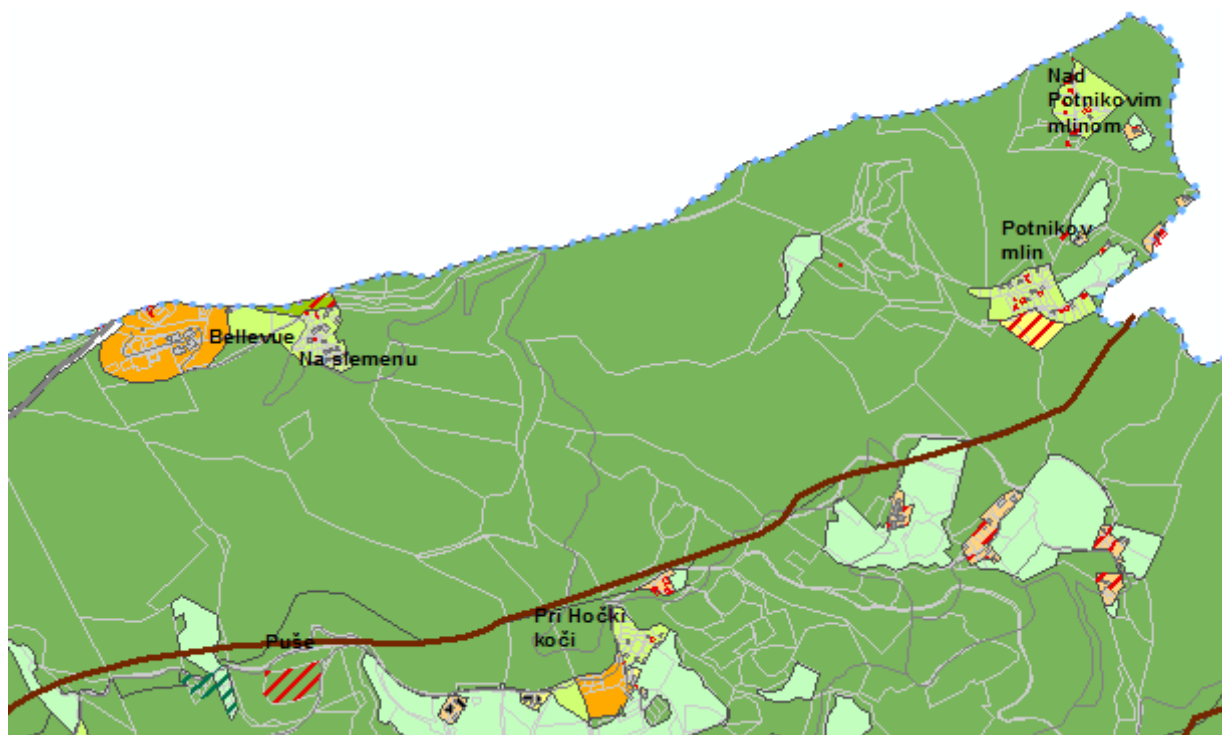 Nad
Potnikovim
mlinom
Potnikov
mlin
Bellevue
Na slemenu
Pri Hočki
koči
Puše